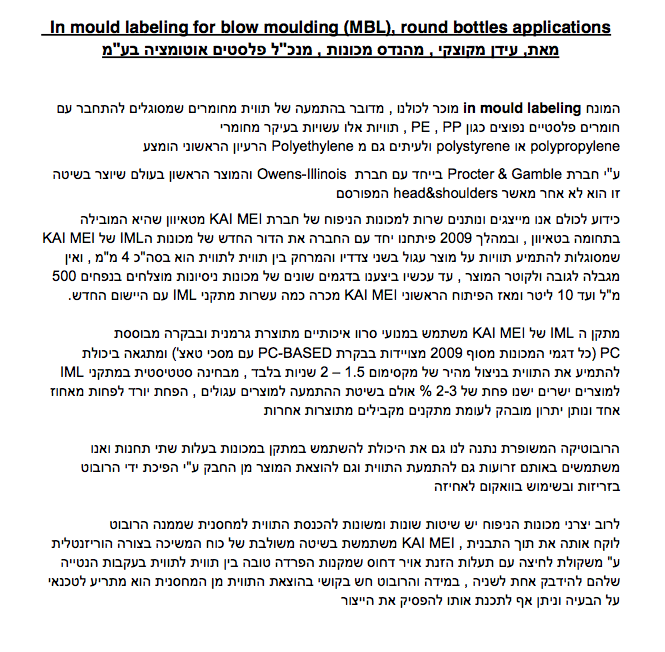 In mould labeling for blow moulding (MBL), round bottles applications
מאת, עידן מקוצקי , מהנדס מכונות , מנכ"ל פלסטים אוטומציה בע"מ
המונח in mould labeling מוכר לכולנו , מדובר בהתמעה של תווית מחומרים שמסוגלים להתחבר עם
חומרים פלסטיים נפוצים כגון PE , PP , תוויות אלו עשויות בעיקר מחומרי
polypropylene או polystyrene ולעיתים גם מ Polyethylene הרעיון הראשוני הומצע
ע"י חברת Procter & Gamble בייחד עם חברת Owens-Illinois והמוצר הראשון בעולם שיוצר בשיטה
זו הוא לא אחר מאשר head&shoulders המפורסם
כידוע לכולם אנו מייצגים ונותנים שרות למכונות הניפוח של חברת KAI MEI מטאיוון שהיא המובילה
בתחומה בטאיוון , ובמהלך 2009 פיתחנו יחד עם החברה את הדור החדש של מכונות הIML של KAI MEI
שמסוגלות להתמיע תוויות על מוצר עגול בשני צדדיו והמרחק בין תווית לתווית הוא בסה"כ 4 מ"מ , ואין
מגבלה לגובה ולקוטר המוצר , עד עכשיו ביצענו בדגמים שונים של מכונות ניסיונות מוצלחים בנפחים 500
מ"ל ועד 10 ליטר ומאז הפיתוח הראשוני KAI MEI מכרה כמה עשרות מתקני IML עם היישום החדש.
מתקן ה IML של KAI MEI משתמש במנועי סרוו איכותיים מתוצרת גרמנית ובבקרה מבוססת
PC (כל דגמי המכונות מסוף 2009 מצויידות בבקרת PC-BASED עם מסכי טאצ') ומתגאה ביכולת
להתמיע את התווית בניצול מהיר של מקסימום 1.5 – 2 שניות בלבד , מבחינה סטטיסטית במתקני IML
למוצרים ישרים ישנו פחת של 2-3 % אולם בשיטת ההתמעה למוצרים עגולים , הפחת יורד לפחות מאחוז
אחד ונותן יתרון מובהק לעומת מתקנים מקבילים מתוצרות אחרות
הרובוטיקה המשופרת נתנה לנו גם את היכולת להשתמש במתקן במכונות בעלות שתי תחנות ואנו
משתמשים באותם זרועות גם להתמעת התווית וגם להוצאת המוצר מן החבק ע"י הפיכת ידי הרובוט
בזריזות ובשימוש בוואקום לאחיזה
לרוב יצרני מכונות הניפוח יש שיטות שונות ומשונות להכנסת התווית למחסנית שממנה הרובוט
לוקח אותה את תוך התבנית , KAI MEI משתמשת בשיטה משולבת של כוח המשיכה בצורה הוריזנטלית
ע" משקולת לחיצה עם תעלות הזנת אויר דחוס שמקנות הפרדה טובה בין תווית לתווית בעקבות הנטייה
שלהם להידבק אחת לשניה , במידה והרובוט חש בקושי בהוצאת התווית מן המחסנית הוא מתריע לטכנאי
על הבעיה וניתן אף לתכנת אותו להפסיק את הייצור